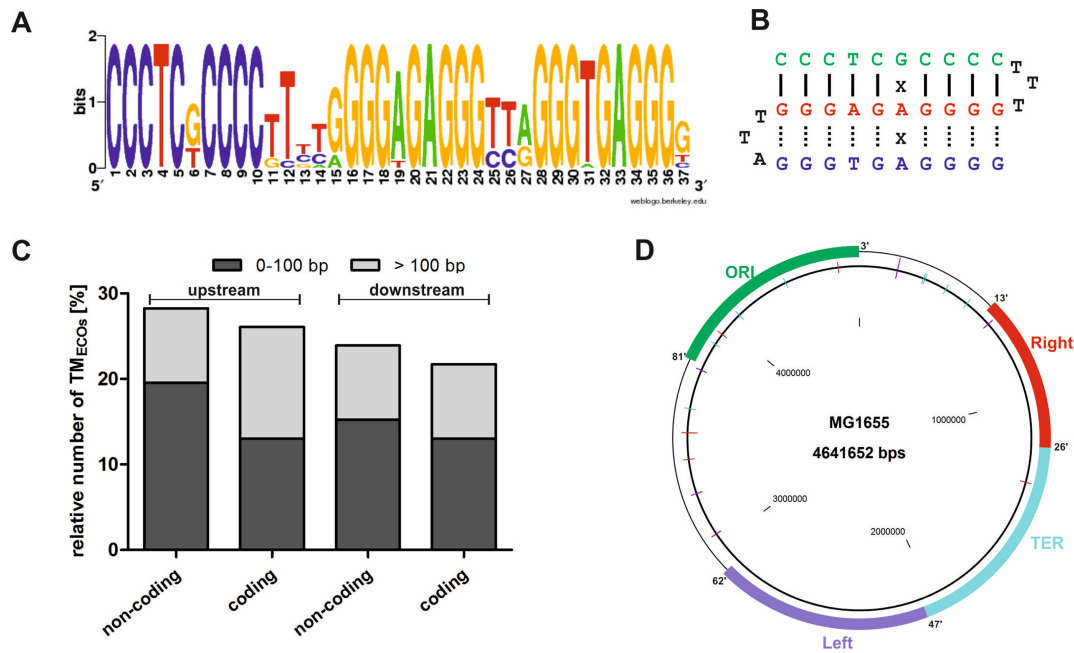 A
bits
2
1
0
CCCTCGCCCCTTTTGGGGAGAGGGTTAGGGTGAGGGG
1 2 3 4 5 6 7 8 9 10 11 12 13 14 15 16 17 18 19 20 21 22 23 24 25 26 27 28 29 30 31 32 33 34 35 36 37
5′ 3′
weblogo.berkeley.edu
B
C C C T C G C C C C
T
T
T
T
x
G G G A G A G G G G
T
T
A
x
G G G T G A G G G G
C
0-100 bp > 100 bp
upstream downstream
relative number of TM_ECOs [%]
30
20
10
0
non-coding
coding
non-coding
coding
D
3'
ORI
13'
Right
81'
4000000
MG1655
1000000
4641652 bps
26'
3000000
2000000
TER
62'
47'
Left